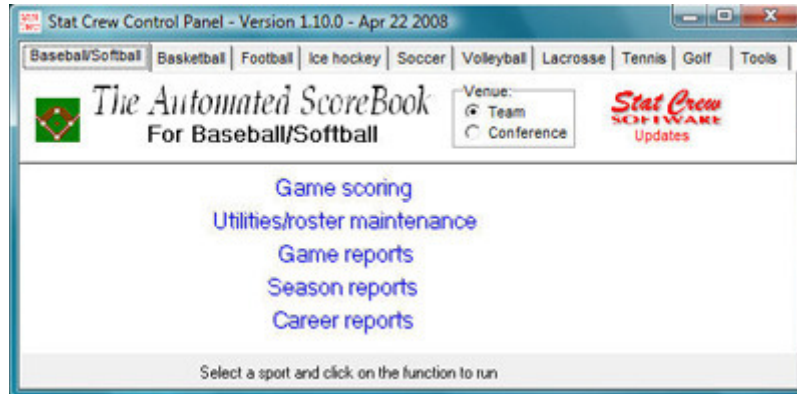 Stat Crew Control Panel - Version 1.10.0 - Apr 22 2008
Baseball/Softball Basketball Football Ice hockey Soccer Volleyball Lacrosse Tennis Golf Tools
The Automated ScoreBook
For Baseball/Softball
Venue:
Team
Conference
Stat Crew
SOFTWARE
Updates
Game scoring
Utilities/roster maintenance
Game reports
Season reports
Career reports
Select a sport and click on the function to run